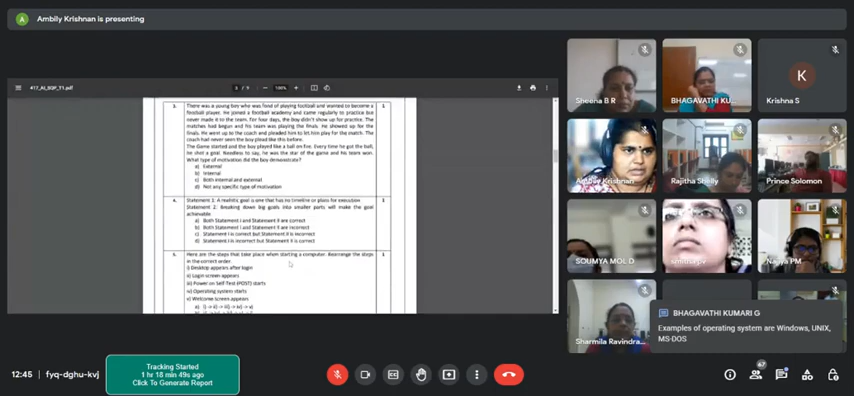 A Ambily Krishnan is presenting
417_AI_SQP_T1.pdf
3 / 9
100%
3. There was a young boy who was fond of playing football and wanted to become a 1
football player. He joined a football academy and came regularly to practice but
never made it to the team. For four days, the boy didn't show up for practice. The
matches had begun and his team was playing the finals. He showed up for the
finals. He went up to the coach and pleaded him to let him play for the match. The
coach had never seen the boy plead like this before.
The Game started and the boy played like a ball on fire. Every time he got the ball,
he shot a goal. Needless to say, he was the star of the game and his team won.
What type of motivation did the boy demonstrate?
a) External
b) Internal
c) Both internal and external
d) Not any specific type of motivation
4. Statement 1: A realistic goal is one that has no timeline or plans for execution 1
Statement 2: Breaking down big goals into smaller parts will make the goal
achievable
a) Both Statement I and Statement II are correct
b) Both Statement I and Statement II are incorrect
c) Statement I is correct but Statement II is incorrect
d) Statement I is incorrect but Statement II is correct
5. Here are the steps that take place when starting a computer. Rearrange the steps 1
in the correct order.
i) Desktop appears after login
ii) Login screen appears
iii) Power on Self-Test (POST) starts
iv) Operating system starts
v) Welcome screen appears
a) i) -> ii) -> iii) -> iv) -> v)
Sheena B R
BHAGAVATHI KU...
K
Krishna S
Ambily Krishnan
Rajitha Shelly
Prince Solomon
SOUMYA MOL D
smitha pv
Najiya PM
Sharmila Ravindra...
BHAGAVATHI KUMARI G
Examples of operating system are Windows, UNIX,
MS-DOS
12:45 | fyq-dghu-kvj
Tracking Started
1 hr 18 min 49s ago
Click To Generate Report
67